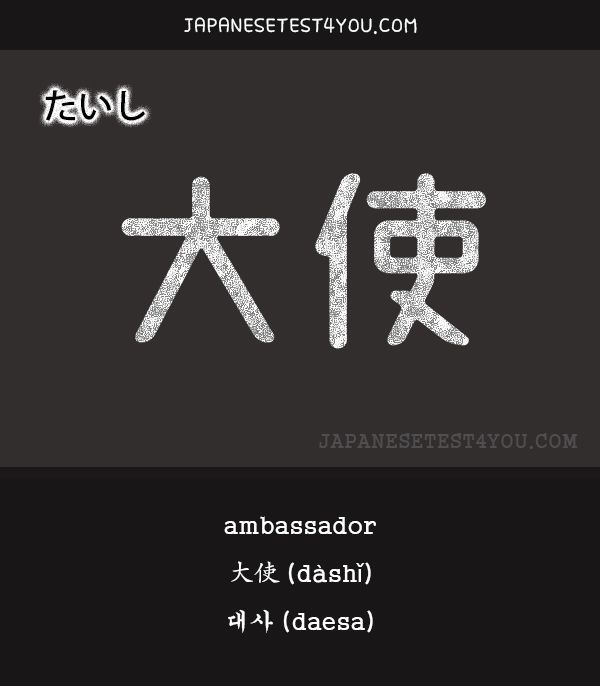 JAPANESETEST4YOU.COM
たいし
大使
JAPANESETEST4YOU.COM
ambassador
大使 (dàshǐ)
대사 (daesa)